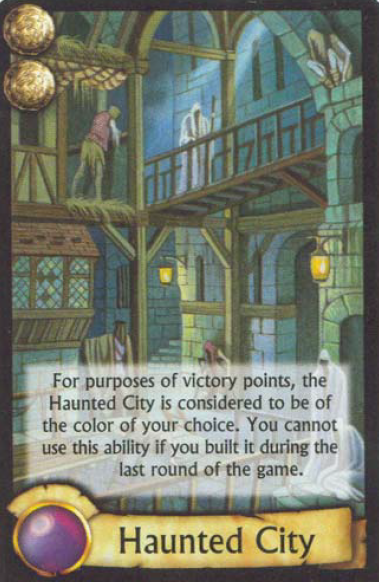 For purposes of victory points, the
Haunted City is considered to be of
the color of your choice. You cannot
use this ability if you built it during the
last round of the game.
Haunted City